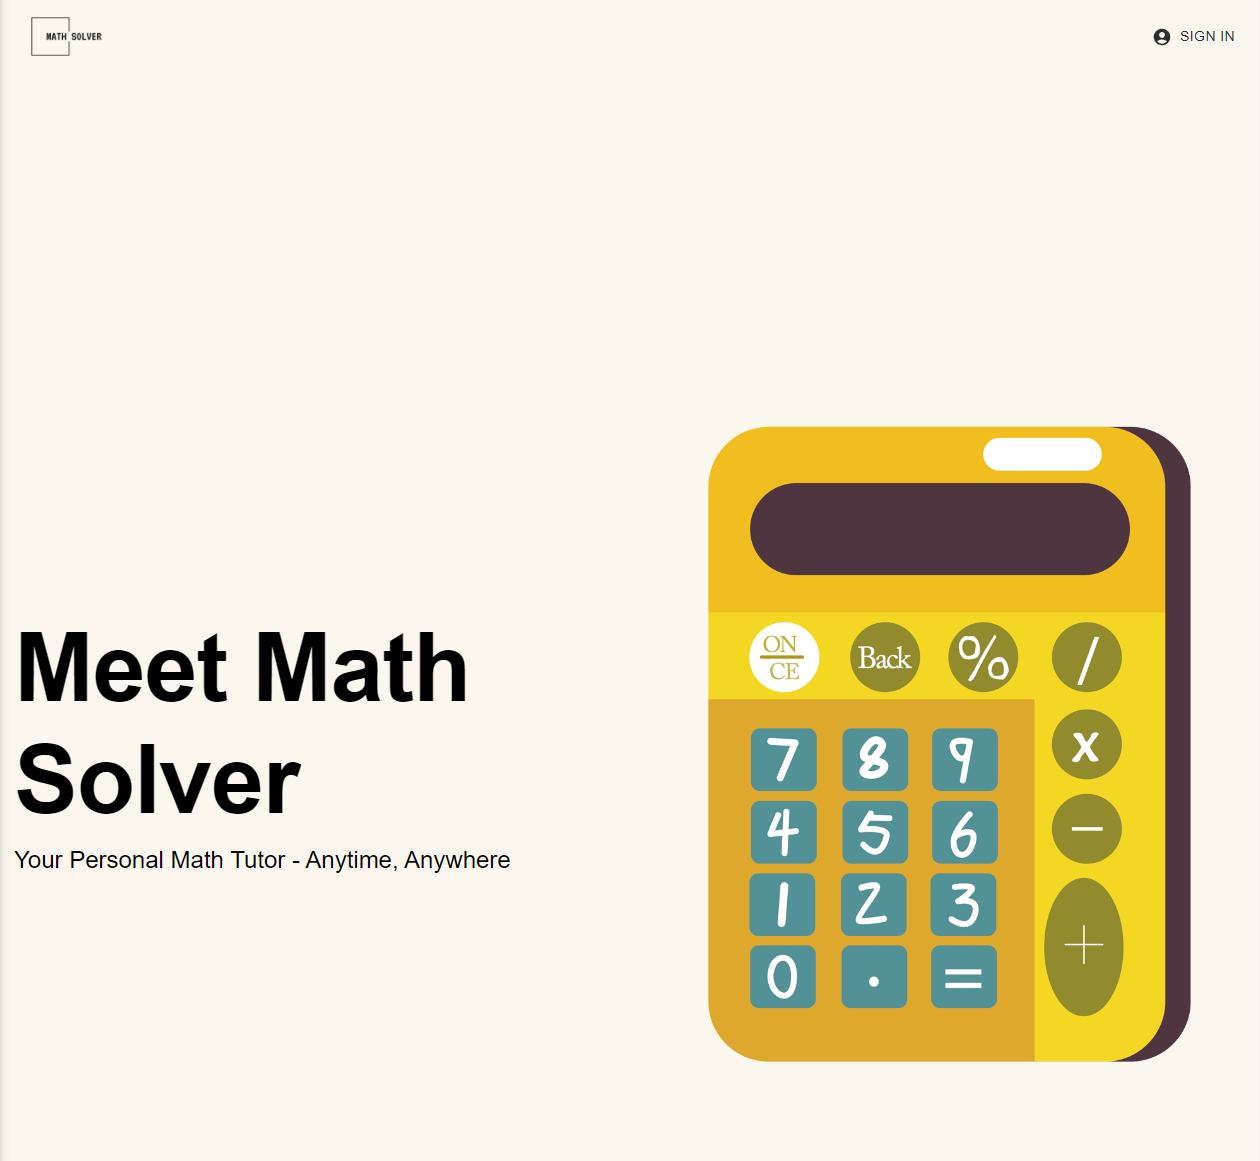 MATH SOLVER
SIGN IN
Meet Math
Solver
Your Personal Math Tutor - Anytime, Anywhere
ON
CE
Back
%
/
7
8
9
x
4
5
6
−
1
2
3
+
0
.
=